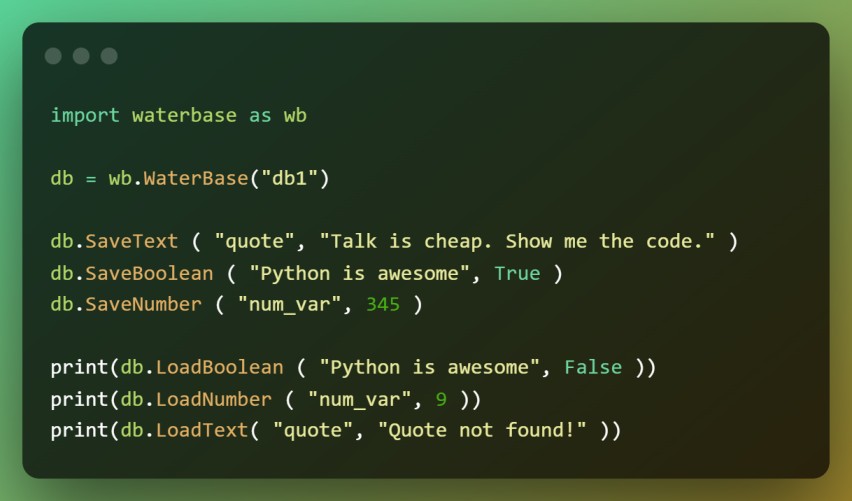 import waterbase as wb
db = wb.WaterBase("db1")
db.SaveText ( "quote", "Talk is cheap. Show me the code." )
db.SaveBoolean ( "Python is awesome", True )
db.SaveNumber ( "num_var", 345 )
print(db.LoadBoolean ( "Python is awesome", False ))
print(db.LoadNumber ( "num_var", 9 ))
print(db.LoadText( "quote", "Quote not found!" ))